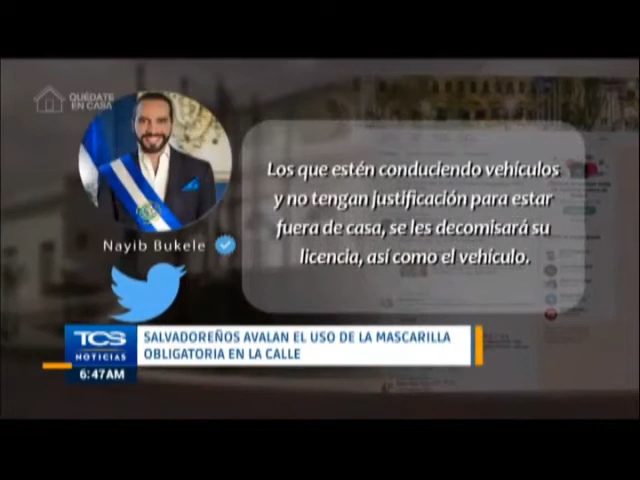 QUÉDATE
EN CASA
Los que estén conduciendo vehículos
y no tengan justificación para estar
fuera de casa, se les decomisará su
licencia, así como el vehículo.
Nayib Bukele
TCS
NOTICIAS
6:47AM
SALVADOREÑOS AVALAN EL USO DE LA MASCARILLA
OBLIGATORIA EN LA CALLE